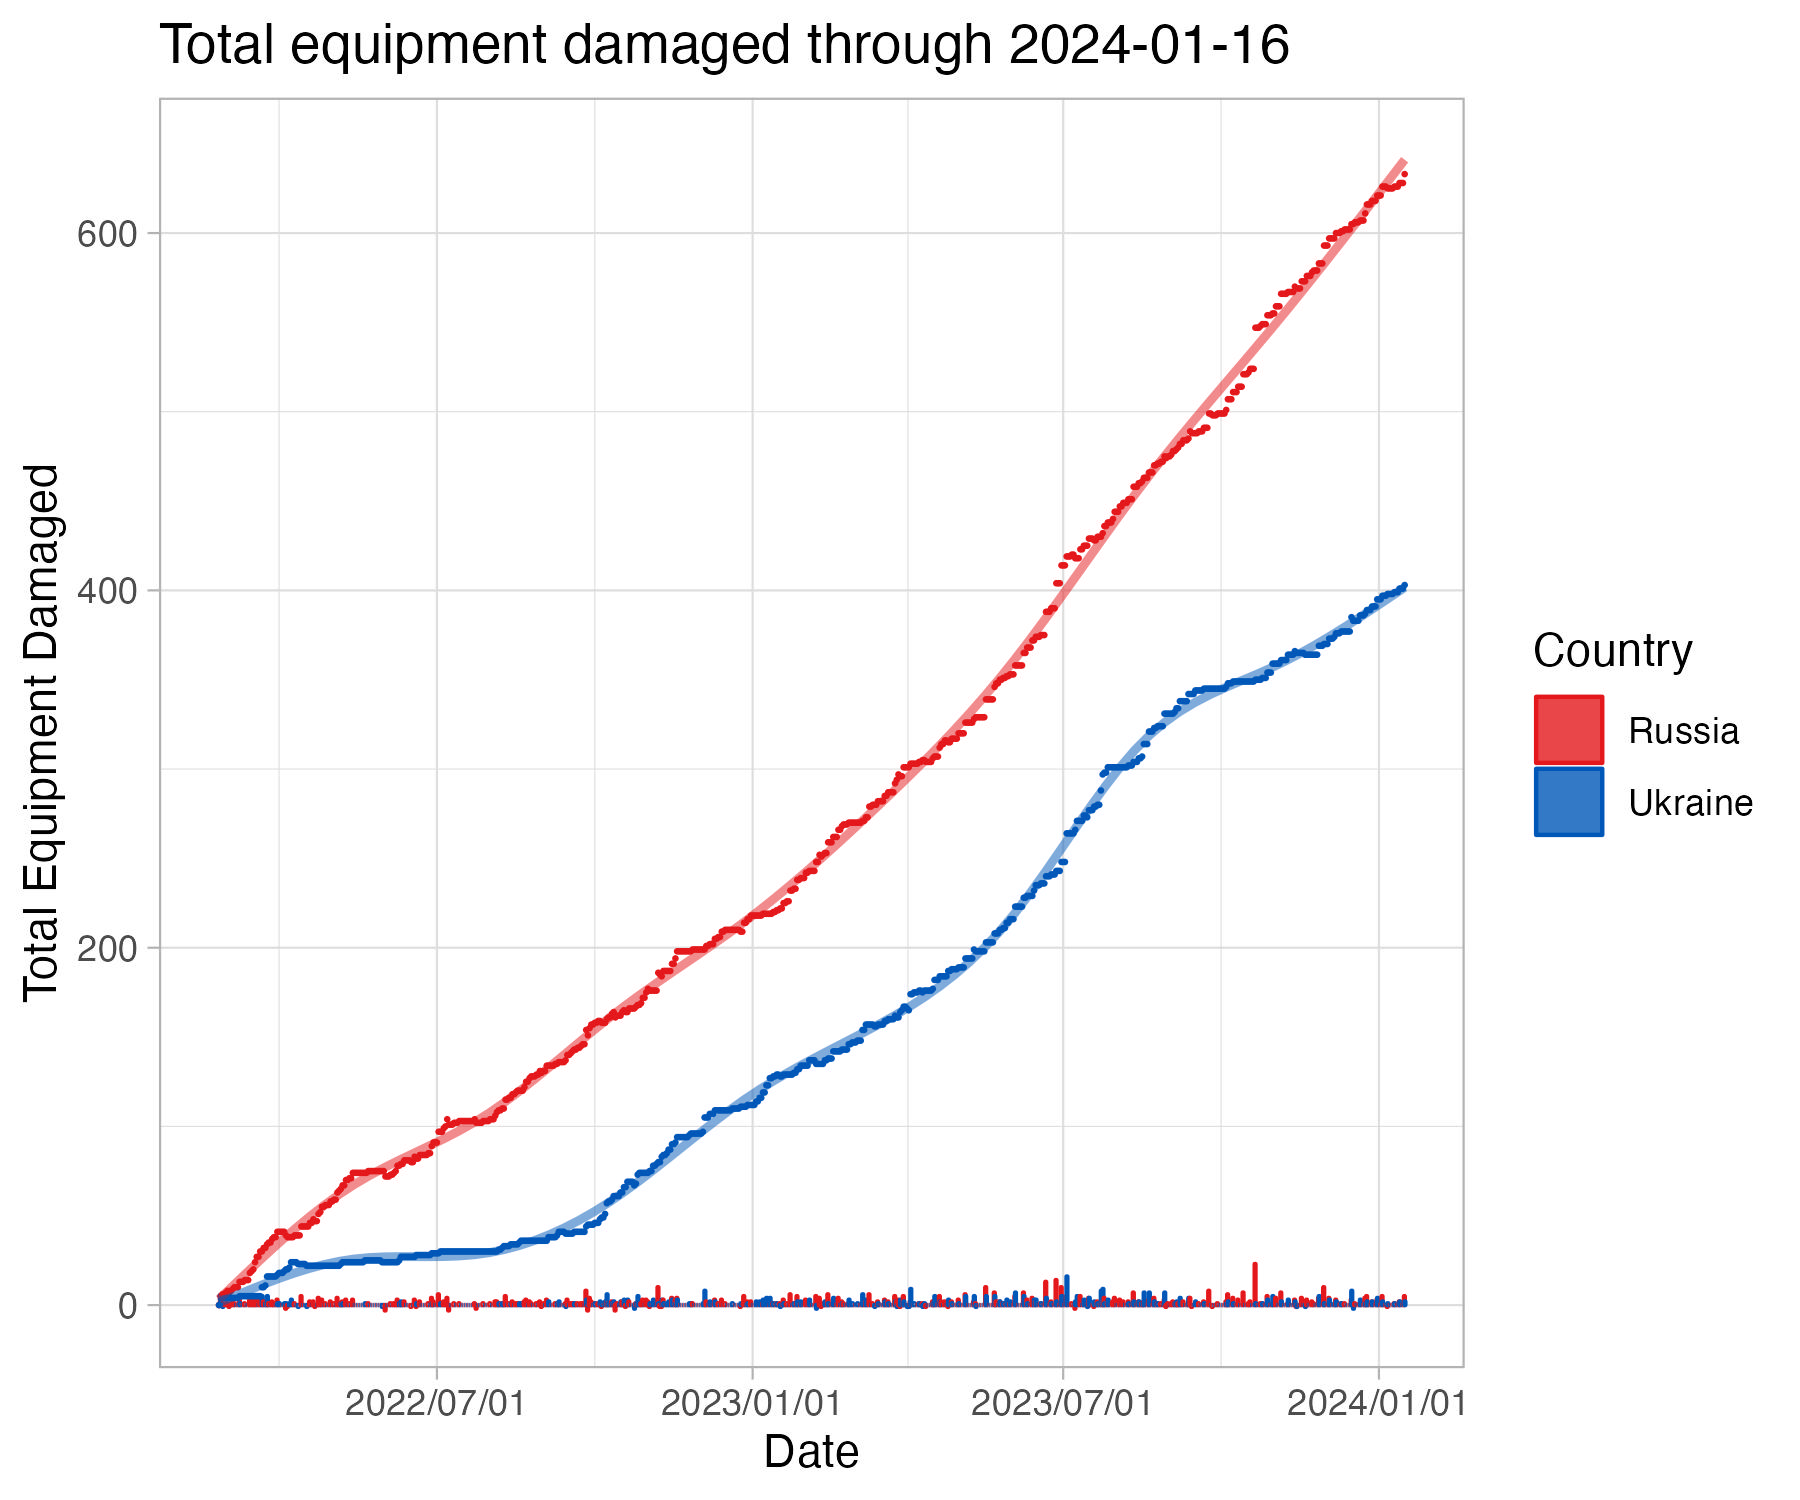 Total equipment damaged through 2024-01-16
Total Equipment Damaged
600
400
200
0
2022/07/01
2023/01/01
2023/07/01
2024/01/01
Date
Country
Russia
Ukraine